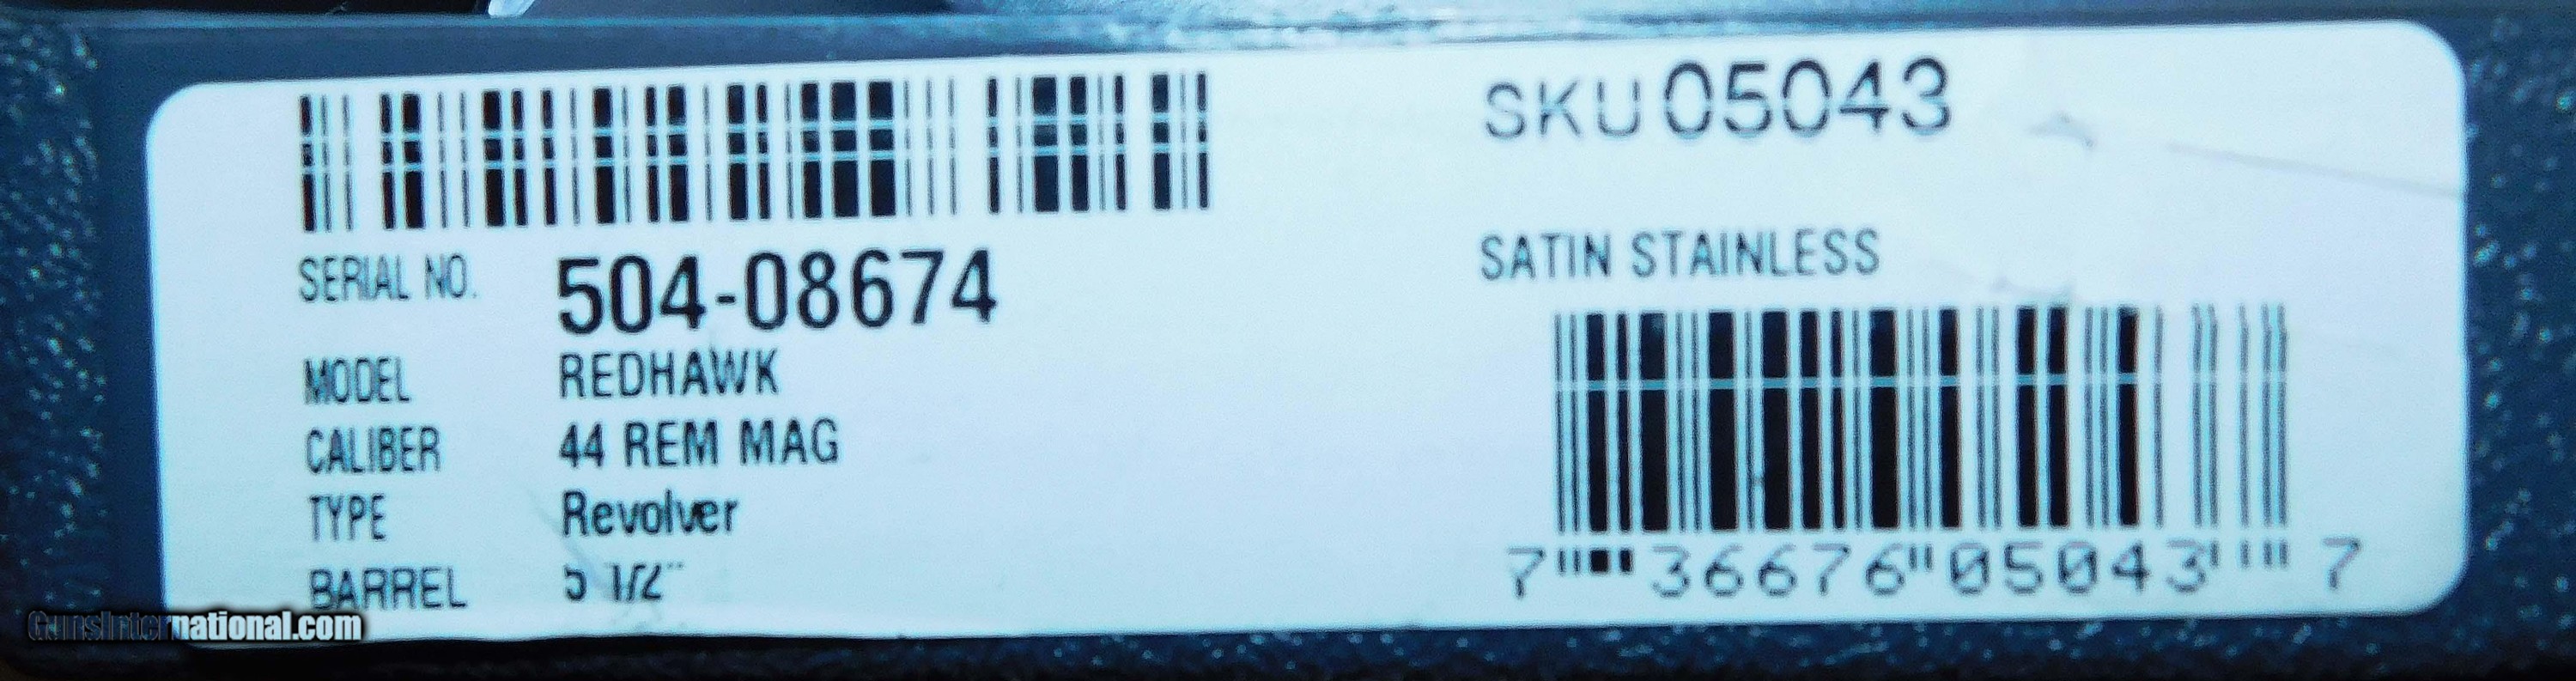 SERIAL NO. 504-08674
MODEL REDHAWK
CALIBER 44 REM MAG
TYPE Revolver
BARREL 5 1/2"
SKU 05043
SATIN STAINLESS
7 36676 05043 7
GunsInternational.com